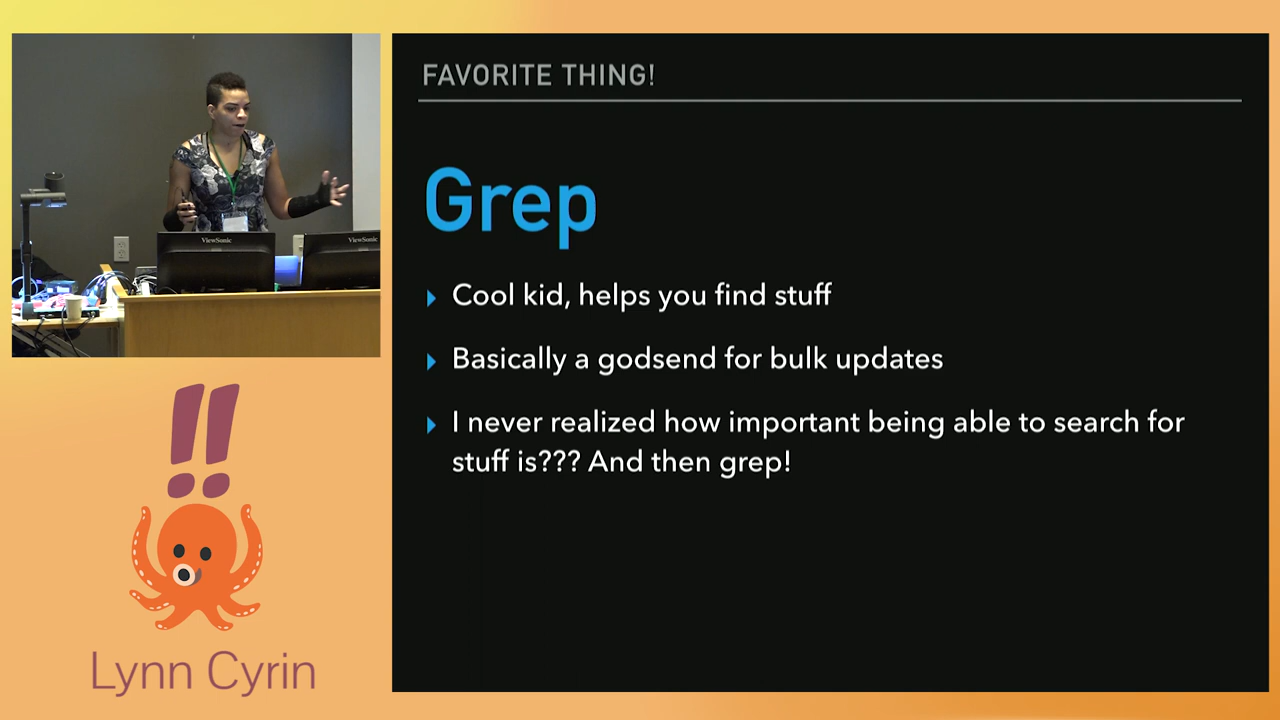 FAVORITE THING!
Grep
Cool kid, helps you find stuff
Basically a godsend for bulk updates
I never realized how important being able to search for
stuff is??? And then grep!
ViewSonic
ViewSonic
!!
Lynn Cyrin